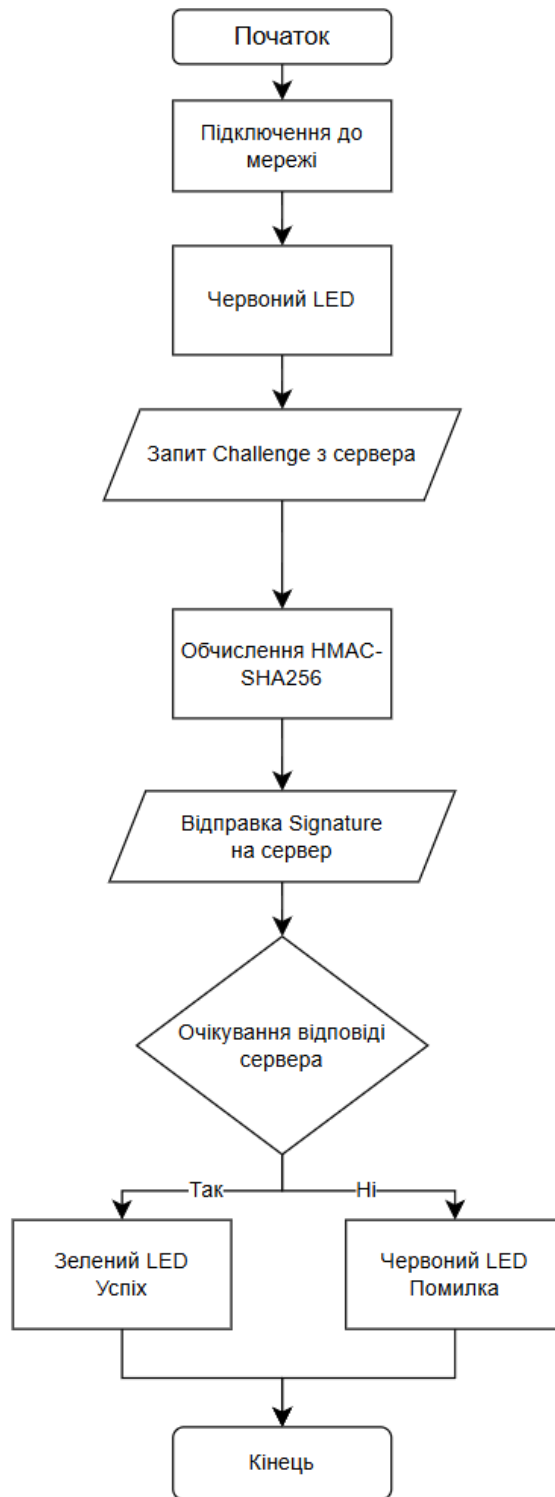 Початок
Підключення до
мережі
Червоний LED
Запит Challenge з сервера
Обчислення HMAC-
SHA256
Відправка Signature
на сервер
Очікування відповіді
сервера
Так
Ні
Зелений LED
Успіх
Червоний LED
Помилка
Кінець